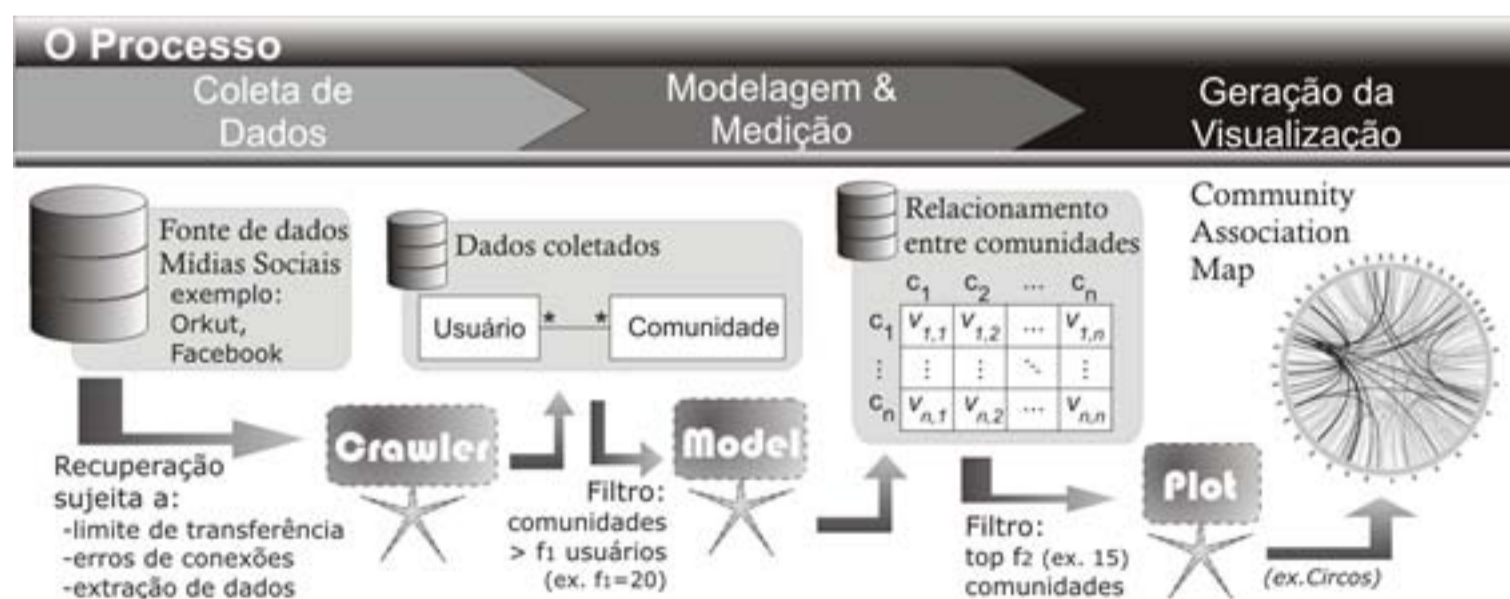 O Processo
Coleta de
Dados
Modelagem &
Medição
Geração da
Visualização
Fonte de dados
Mídias Sociais
exemplo:
Orkut,
Facebook
Recuperação
sujeita a:
-limite de transferência
-erros de conexões
-extração de dados
Crawler
Dados coletados
Usuário * * Comunidade
Filtro:
comunidades
> f1 usuários
(ex. f1=20)
Model
Relacionamento
entre comunidades
c1 c2 ... cn
c1 v1,1 v1,2 ... v1,n
⋮ ⋮ ⋮ ⋱ ⋮
cn vn,1 vn,2 ... vn,n
Filtro:
top f2 (ex. 15)
comunidades
Plot
(ex.Circos)
Community
Association
Map